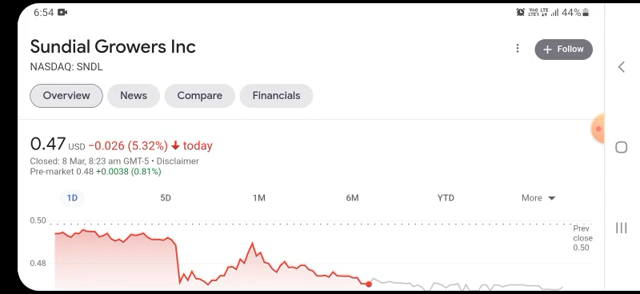 6:54
44%
Sundial Growers Inc
+ Follow
NASDAQ: SNDL
Overview
News
Compare
Financials
0.47 USD −0.026 (5.32%) ↓ today
Closed: 8 Mar, 8:23 am GMT-5 • Disclaimer
Pre-market 0.48 +0.0038 (0.81%)
1D
5D
1M
6M
YTD
More
0.50
Prev
close
0.50
0.48